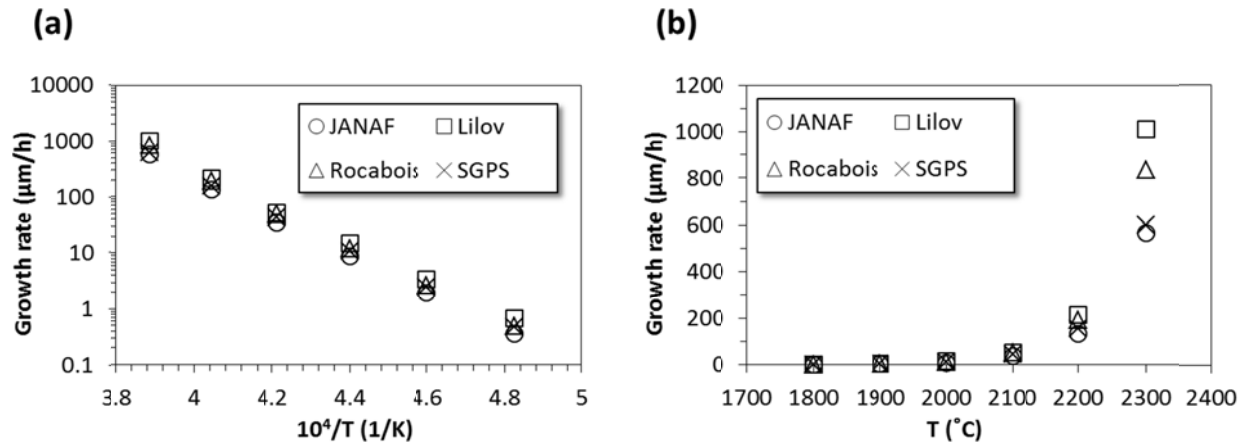 (a)
Growth rate (μm/h)
10000
1000
100
10
1
0.1
○ JANAF □ Lilov
△ Rocabois × SGPS
3.8 4 4.2 4.4 4.6 4.8 5
10⁴/T (1/K)
(b)
Growth rate (μm/h)
1200
1000
800
600
400
200
0
○ JANAF □ Lilov
△ Rocabois × SGPS
1700 1800 1900 2000 2100 2200 2300 2400
T (˚C)